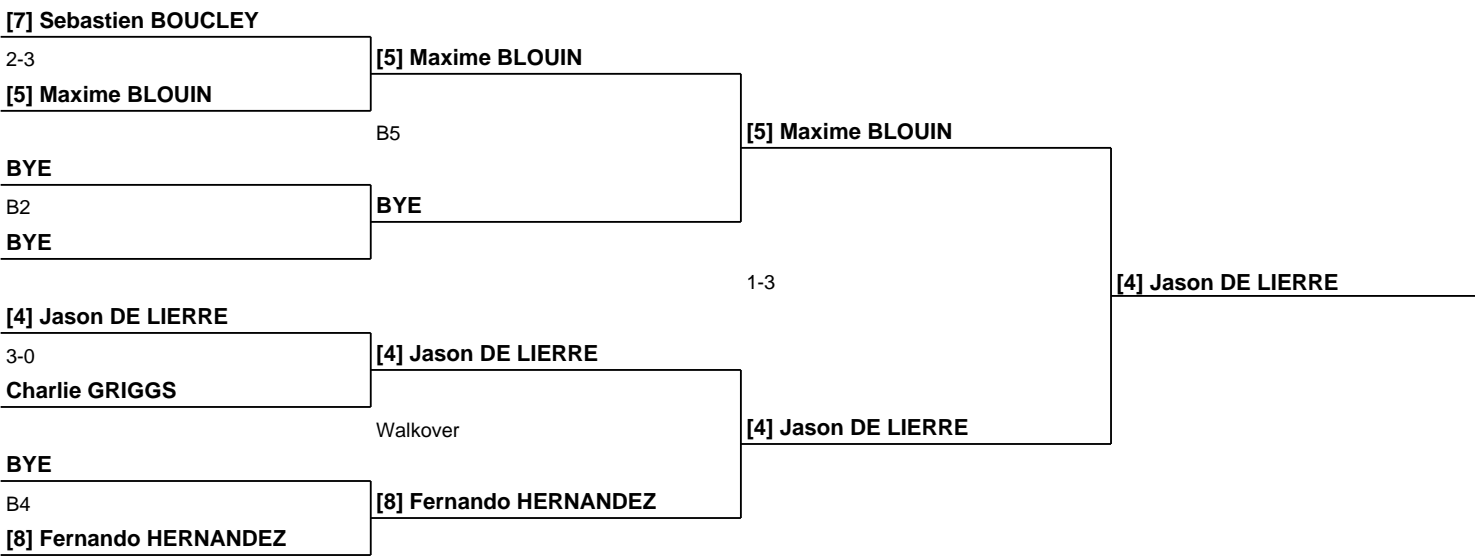 [7] Sebastien BOUCLEY
2-3
[5] Maxime BLOUIN
[5] Maxime BLOUIN
B5
[5] Maxime BLOUIN
BYE
B2
BYE
BYE
1-3
[4] Jason DE LIERRE
[4] Jason DE LIERRE
3-0
[4] Jason DE LIERRE
Charlie GRIGGS
Walkover
[4] Jason DE LIERRE
BYE
B4
[8] Fernando HERNANDEZ
[8] Fernando HERNANDEZ